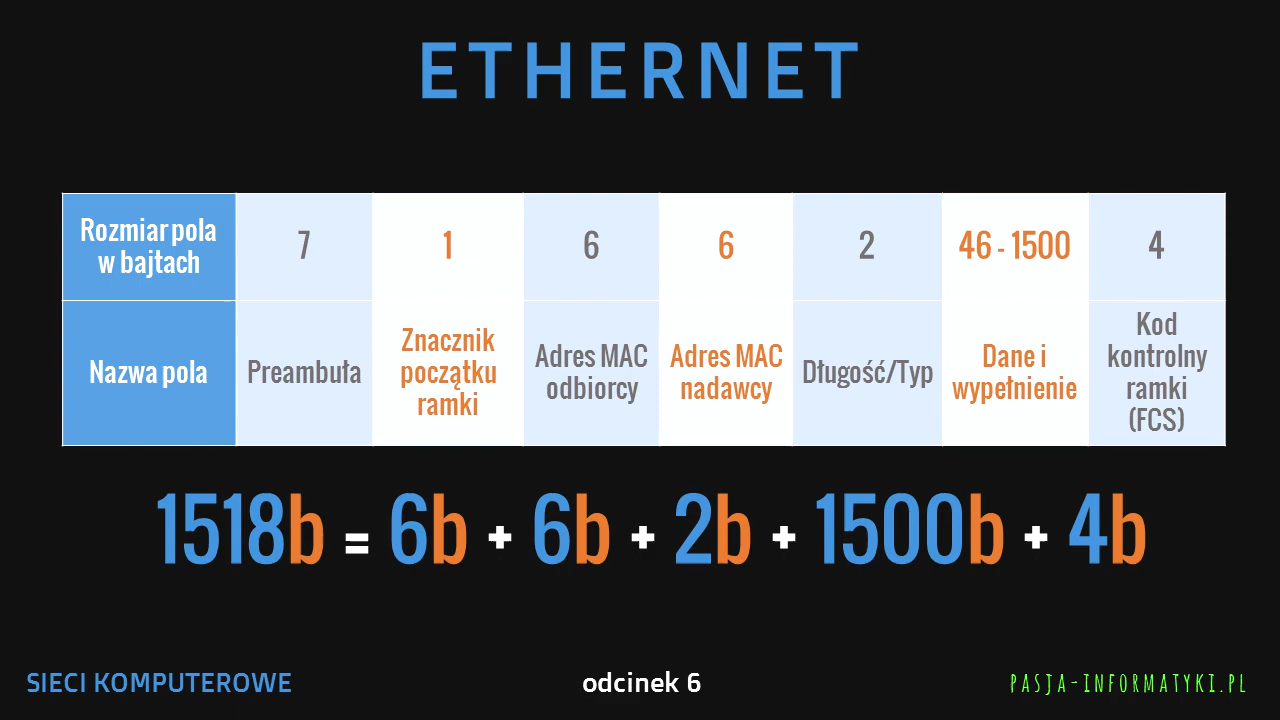 ETHERNET
Rozmiar pola
w bajtach
7
1
6
6
2
46 - 1500
4
Nazwa pola
Preambuła
Znacznik
początku
ramki
Adres MAC
odbiorcy
Adres MAC
nadawcy
Długość/Typ
Dane i
wypełnienie
Kod
kontrolny
ramki
(FCS)
1518b = 6b + 6b + 2b + 1500b + 4b
SIECI KOMPUTEROWE
odcinek 6
PASJA-INFORMATYKI.PL